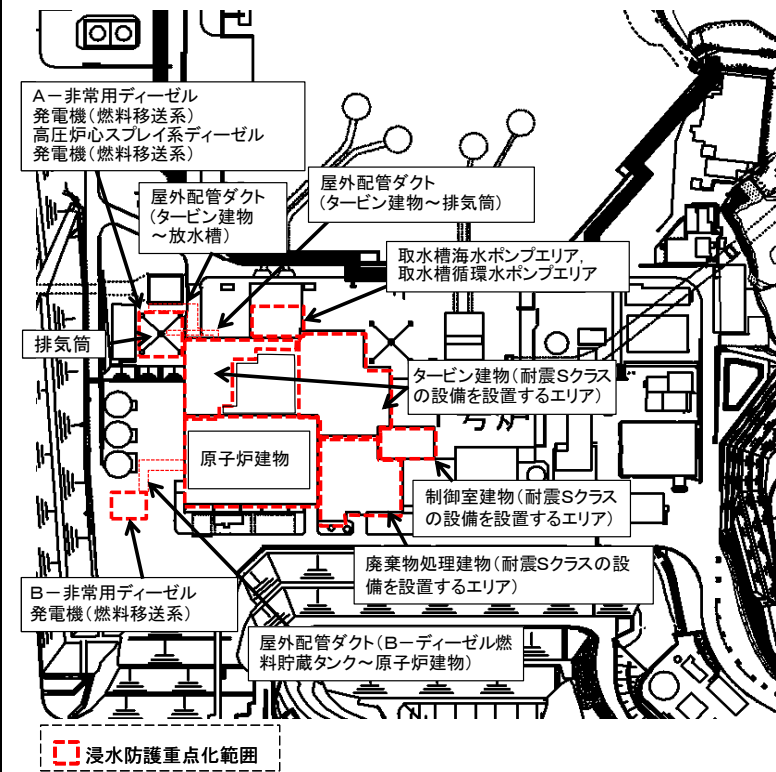 A－非常用ディーゼル
発電機（燃料移送系）
高圧炉心スプレイ系ディーゼル
発電機（燃料移送系）
屋外配管ダクト
（タービン建物
～放水槽）
屋外配管ダクト
（タービン建物～排気筒）
取水槽海水ポンプエリア，
取水槽循環水ポンプエリア
排気筒
タービン建物（耐震Sクラス
の設備を設置するエリア）
原子炉建物
制御室建物（耐震Sクラス
の設備を設置するエリア）
廃棄物処理建物（耐震Sクラスの設
備を設置するエリア）
B－非常用ディーゼル
発電機（燃料移送系）
屋外配管ダクト（B－ディーゼル燃
料貯蔵タンク～原子炉建物）
浸水防護重点化範囲